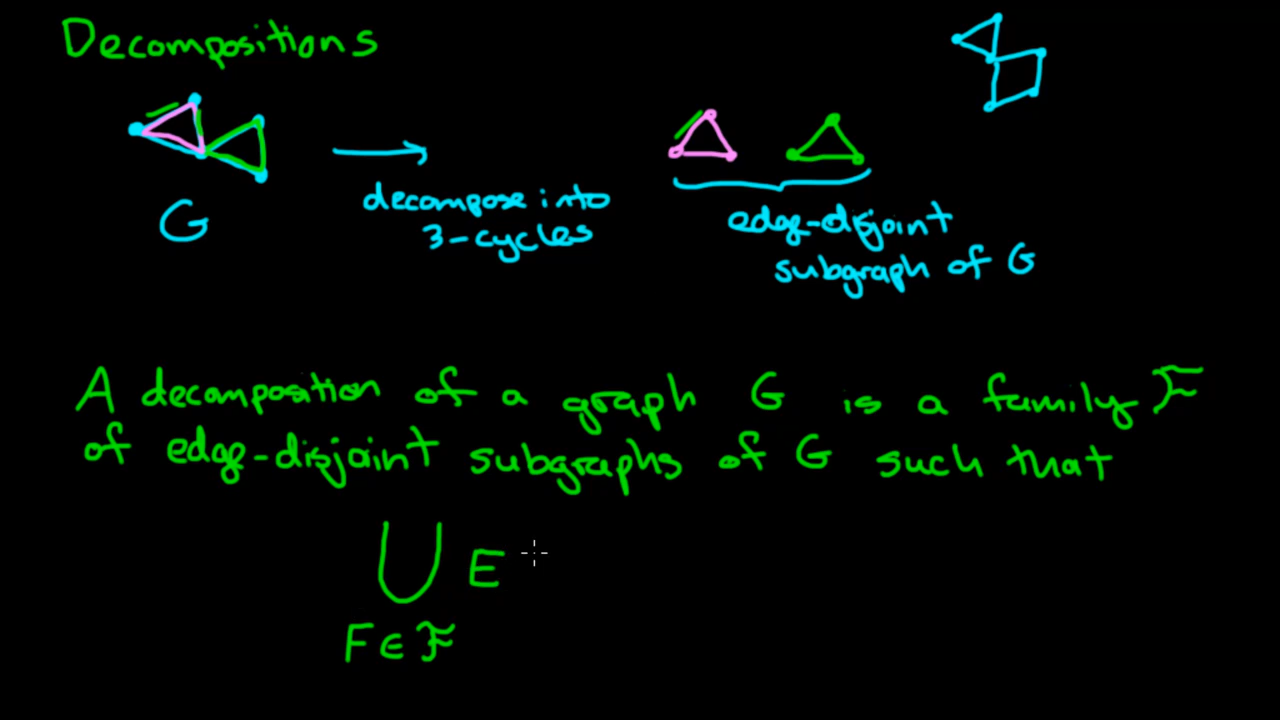 Decompositions
G
decompose into
3-cycles
edge-disjoint
subgraph of G
A decomposition of a graph G is a family ℱ
of edge-disjoint subgraphs of G such that
⋃ E
F ∈ ℱ